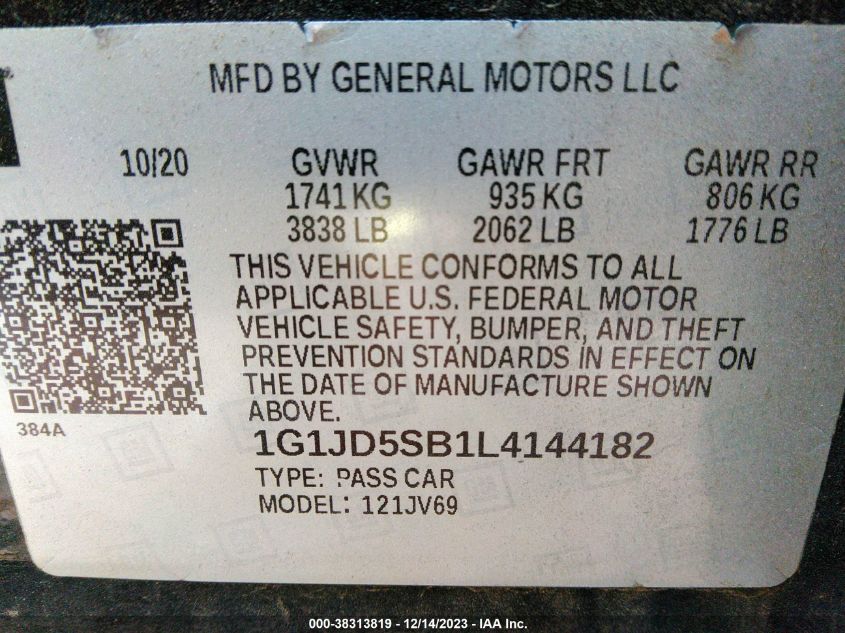 MFD BY GENERAL MOTORS LLC
10/20 GVWR GAWR FRT GAWR RR
1741 KG 935 KG 806 KG
3838 LB 2062 LB 1776 LB
THIS VEHICLE CONFORMS TO ALL
APPLICABLE U.S. FEDERAL MOTOR
VEHICLE SAFETY, BUMPER, AND THEFT
PREVENTION STANDARDS IN EFFECT ON
THE DATE OF MANUFACTURE SHOWN
ABOVE.
384A
1G1JD5SB1L4144182
TYPE: PASS CAR
MODEL: 121JV69
000-38313819 - 12/14/2023 - IAA Inc.